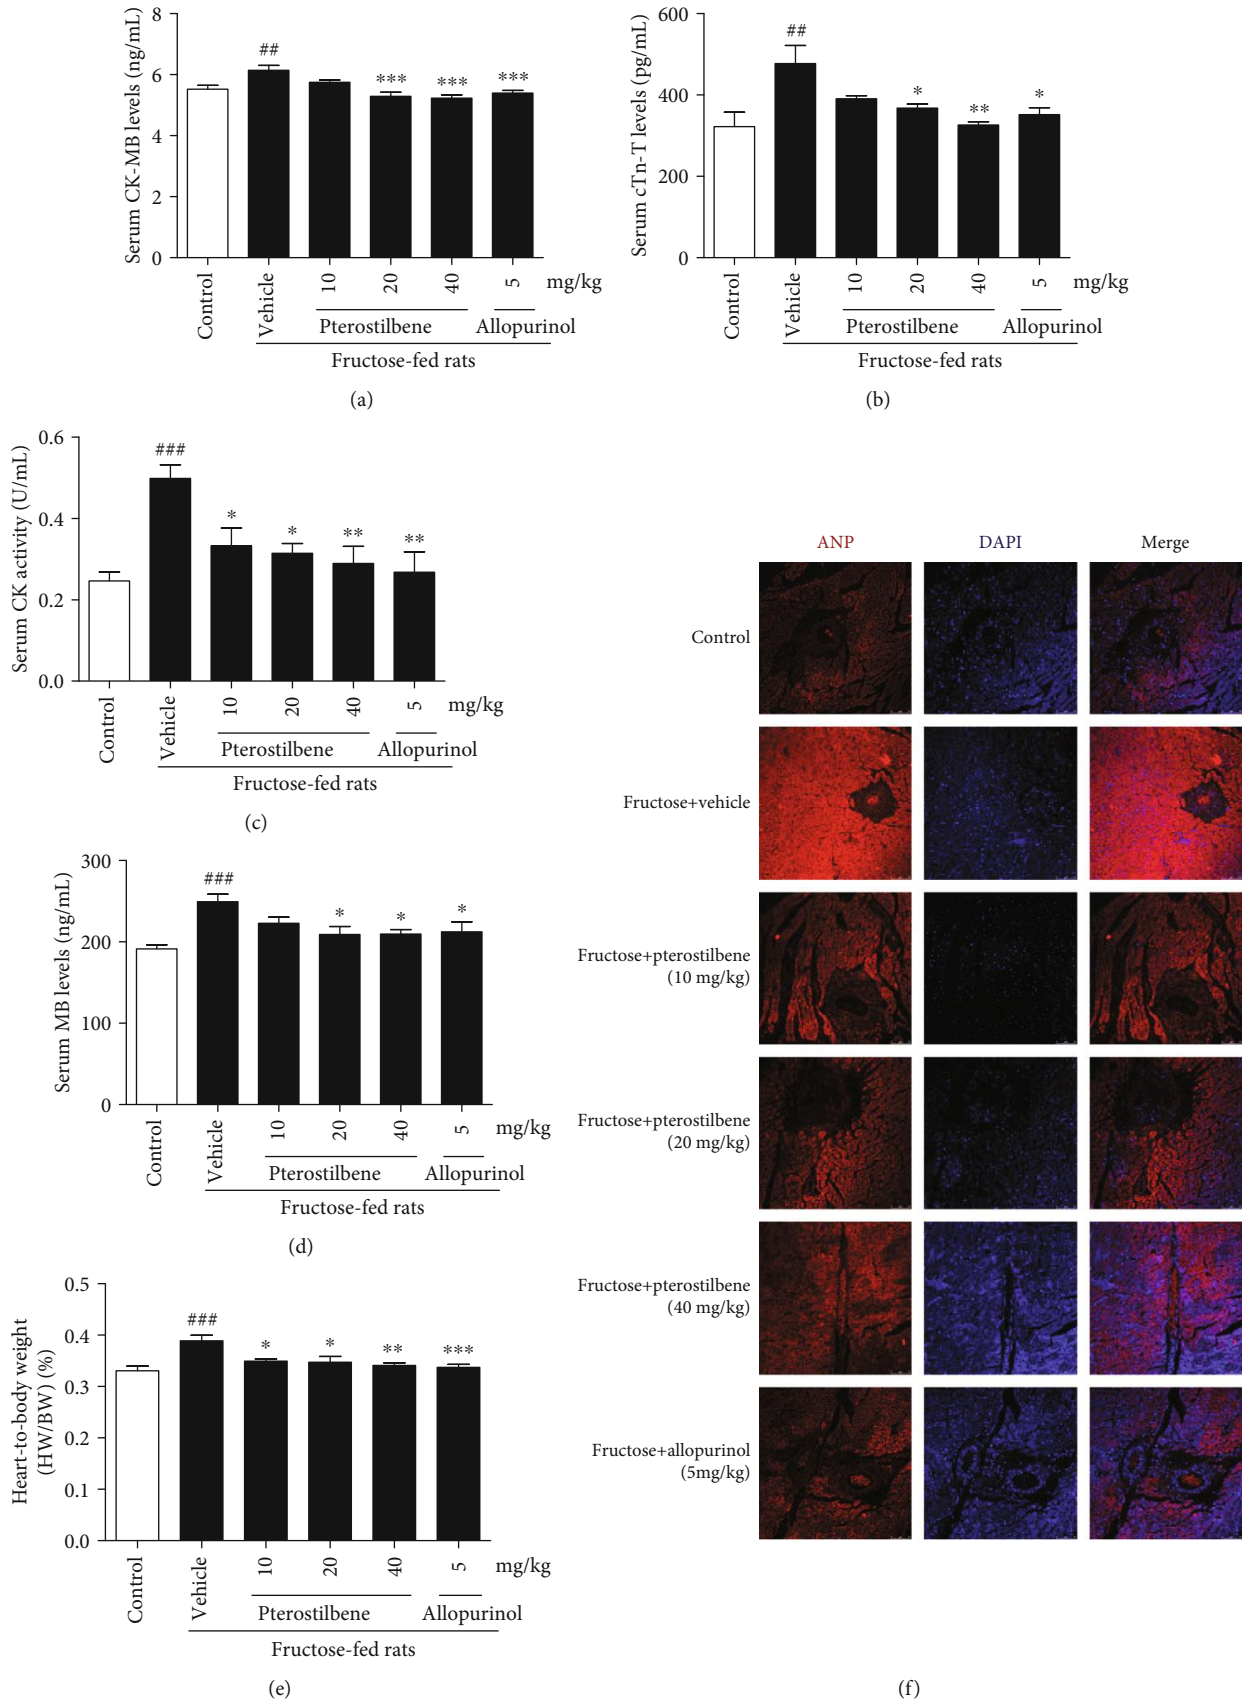 Serum CK-MB levels (ng/mL)
8
6
4
2
0
##
***
***
***
Control
Vehicle
10
20
40
5
mg/kg
Pterostilbene
Allopurinol
Fructose-fed rats
(a)
Serum cTn-T levels (pg/mL)
600
400
200
0
##
*
**
*
Control
Vehicle
10
20
40
5
mg/kg
Pterostilbene
Allopurinol
Fructose-fed rats
(b)
Serum CK activity (U/mL)
0.6
0.4
0.2
0.0
###
*
*
**
**
Control
Vehicle
10
20
40
5
mg/kg
Pterostilbene
Allopurinol
Fructose-fed rats
(c)
Serum MB levels (ng/mL)
300
200
100
0
###
*
*
*
Control
Vehicle
10
20
40
5
mg/kg
Pterostilbene
Allopurinol
Fructose-fed rats
(d)
Heart-to-body weight
(HW/BW) (%)
0.5
0.4
0.3
0.2
0.1
0.0
###
*
*
**
***
Control
Vehicle
10
20
40
5
mg/kg
Pterostilbene
Allopurinol
Fructose-fed rats
(e)
ANP
DAPI
Merge
Control
Fructose+vehicle
Fructose+pterostilbene
(10 mg/kg)
Fructose+pterostilbene
(20 mg/kg)
Fructose+pterostilbene
(40 mg/kg)
Fructose+allopurinol
(5mg/kg)
(f)